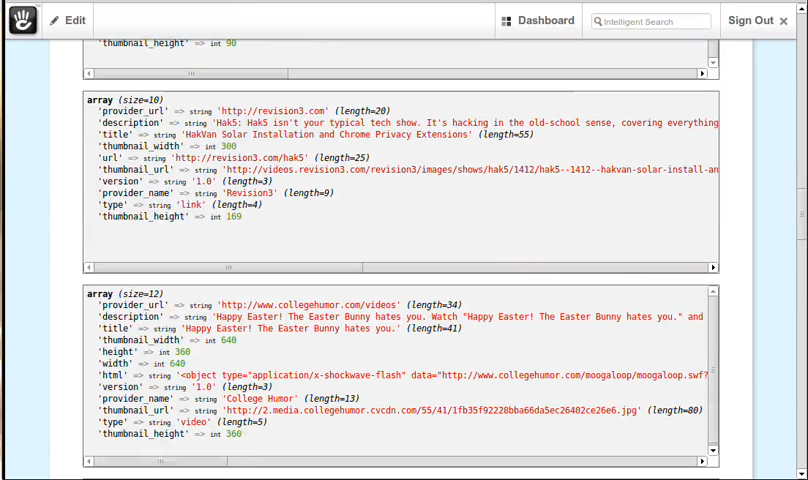 Edit
Dashboard
Intelligent Search
Sign Out
'thumbnail_height' => int 90
array (size=10)
'provider_url' => string 'http://revision3.com' (length=20)
'description' => string 'Hak5: Hak5 isn't your typical tech show. It's hacking in the old-school sense, covering everything
'title' => string 'HakVan Solar Installation and Chrome Privacy Extensions' (length=55)
'thumbnail_width' => int 300
'url' => string 'http://revision3.com/hak5' (length=25)
'thumbnail_url' => string 'http://videos.revision3.com/revision3/images/shows/hak5/1412/hak5--1412--hakvan-solar-install-an
'version' => string '1.0' (length=3)
'provider_name' => string 'Revision3' (length=9)
'type' => string 'link' (length=4)
'thumbnail_height' => int 169
array (size=12)
'provider_url' => string 'http://www.collegehumor.com/videos' (length=34)
'description' => string 'Happy Easter! The Easter Bunny hates you. Watch "Happy Easter! The Easter Bunny hates you." and
'title' => string 'Happy Easter! The Easter Bunny hates you.' (length=41)
'thumbnail_width' => int 640
'height' => int 360
'width' => int 640
'html' => string '<object type="application/x-shockwave-flash" data="http://www.collegehumor.com/moogaloop/moogaloop.swf?
'version' => string '1.0' (length=3)
'provider_name' => string 'College Humor' (length=13)
'thumbnail_url' => string 'http://2.media.collegehumor.cvcdn.com/55/41/1fb35f92228bba66da5ec26402ce26e6.jpg' (length=80)
'type' => string 'video' (length=5)
'thumbnail_height' => int 360